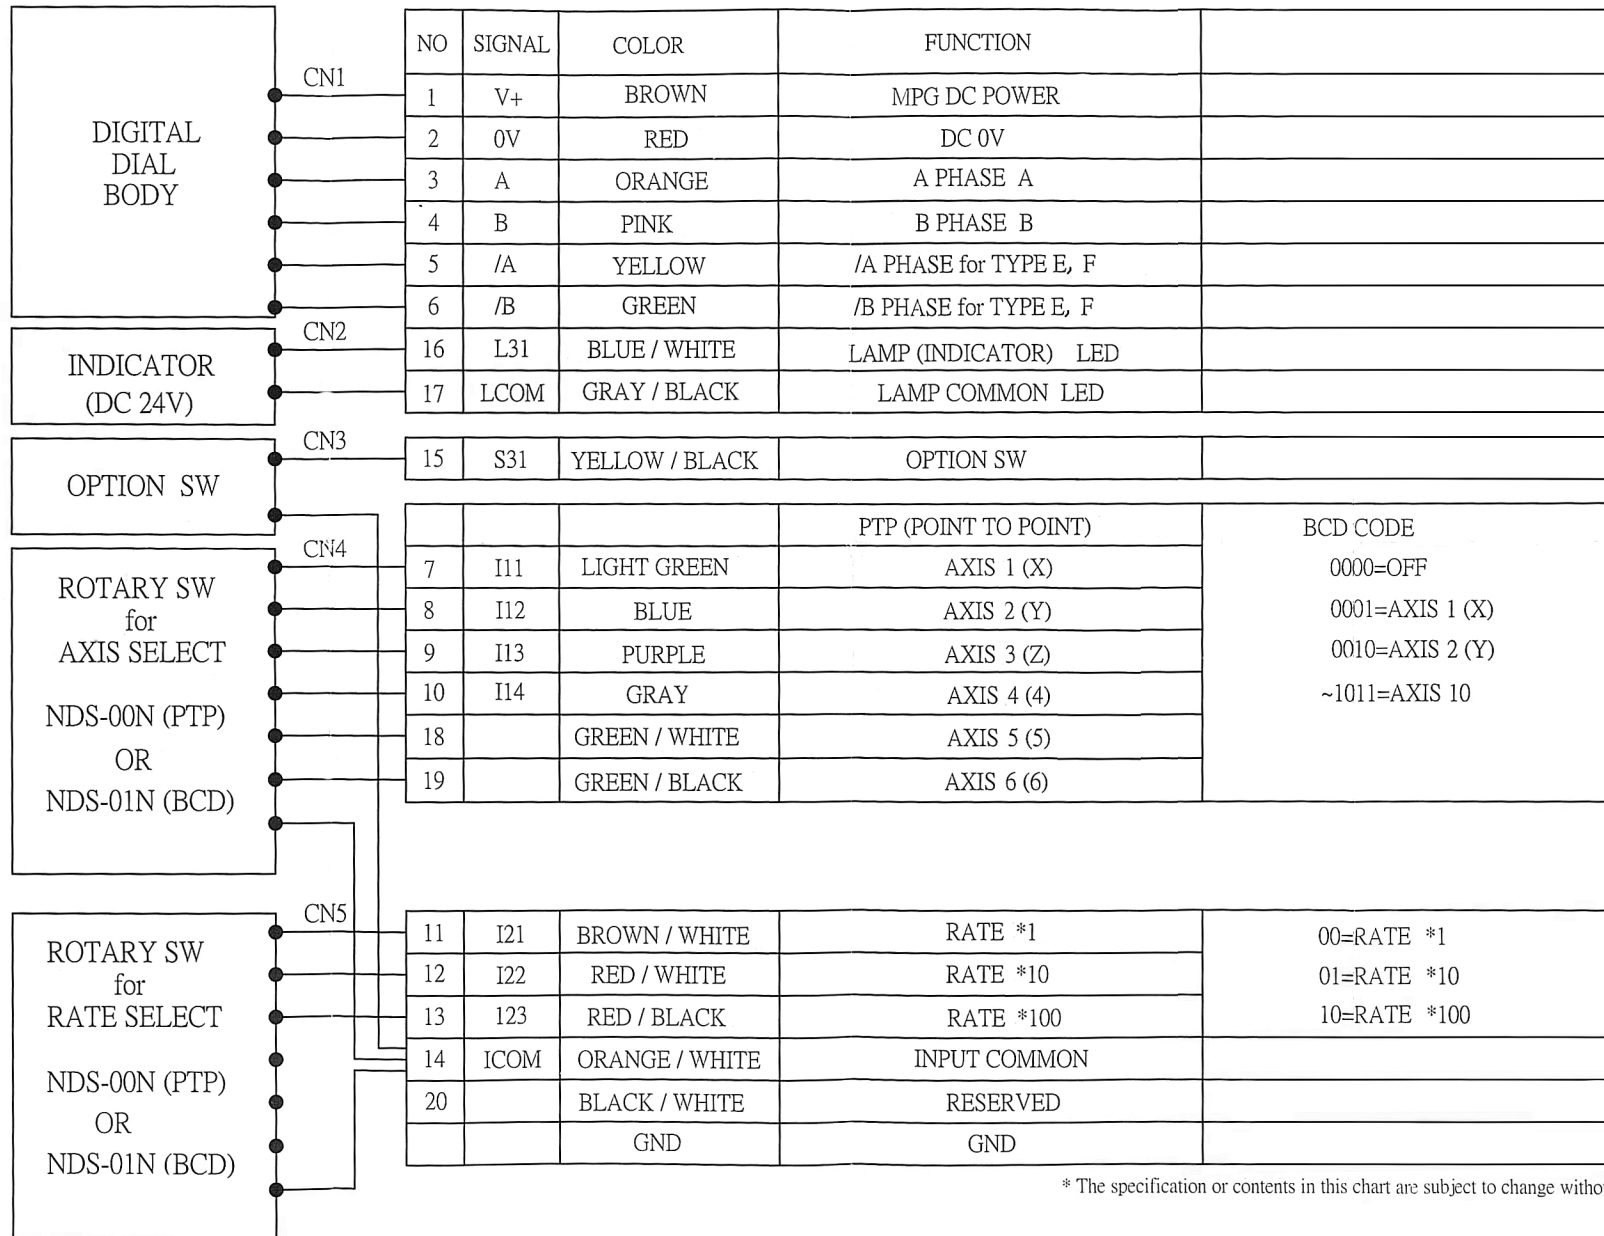 DIGITAL
DIAL
BODY
CN1
NO SIGNAL COLOR FUNCTION
1 V+ BROWN MPG DC POWER
2 0V RED DC 0V
3 A ORANGE A PHASE A
4 B PINK B PHASE B
5 /A YELLOW /A PHASE for TYPE E, F
6 /B GREEN /B PHASE for TYPE E, F
INDICATOR
(DC 24V)
CN2
16 L31 BLUE / WHITE LAMP (INDICATOR) LED
17 LCOM GRAY / BLACK LAMP COMMON LED
OPTION SW
CN3
15 S31 YELLOW / BLACK OPTION SW
ROTARY SW
for
AXIS SELECT
NDS-00N (PTP)
OR
NDS-01N (BCD)
CN4
PTP (POINT TO POINT) BCD CODE
7 I11 LIGHT GREEN AXIS 1 (X) 0000=OFF
8 I12 BLUE AXIS 2 (Y) 0001=AXIS 1 (X)
9 I13 PURPLE AXIS 3 (Z) 0010=AXIS 2 (Y)
10 I14 GRAY AXIS 4 (4) ~1011=AXIS 10
18 GREEN / WHITE AXIS 5 (5)
19 GREEN / BLACK AXIS 6 (6)
ROTARY SW
for
RATE SELECT
NDS-00N (PTP)
OR
NDS-01N (BCD)
CN5
11 I21 BROWN / WHITE RATE *1 00=RATE *1
12 I22 RED / WHITE RATE *10 01=RATE *10
13 I23 RED / BLACK RATE *100 10=RATE *100
14 ICOM ORANGE / WHITE INPUT COMMON
20 BLACK / WHITE RESERVED
GND GND
* The specification or contents in this chart are subject to change witho